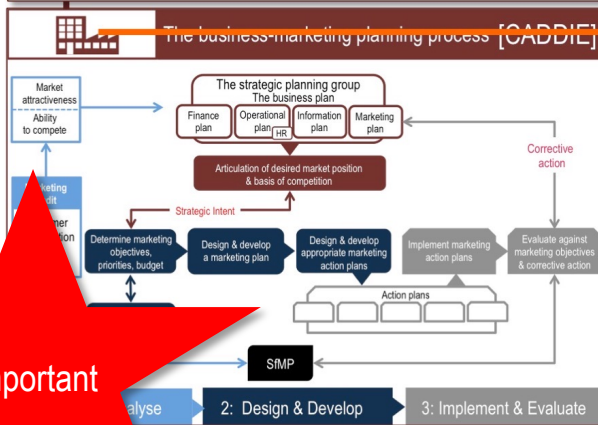 The business-marketing planning process [CADDIE]
Market
attractiveness
Ability
to compete
The strategic planning group
The business plan
Finance
plan
Operational
plan
HR
Information
plan
Marketing
plan
Articulation of desired market position
& basis of competition
Corrective
action
Strategic Intent
Determine marketing
objectives,
priorities, budget
Design & develop
a marketing plan
Design & develop
appropriate marketing
action plans
Implement marketing
action plans
Evaluate against
marketing objectives
& corrective action
Action plans
SfMP
2: Design & Develop
3: Implement & Evaluate